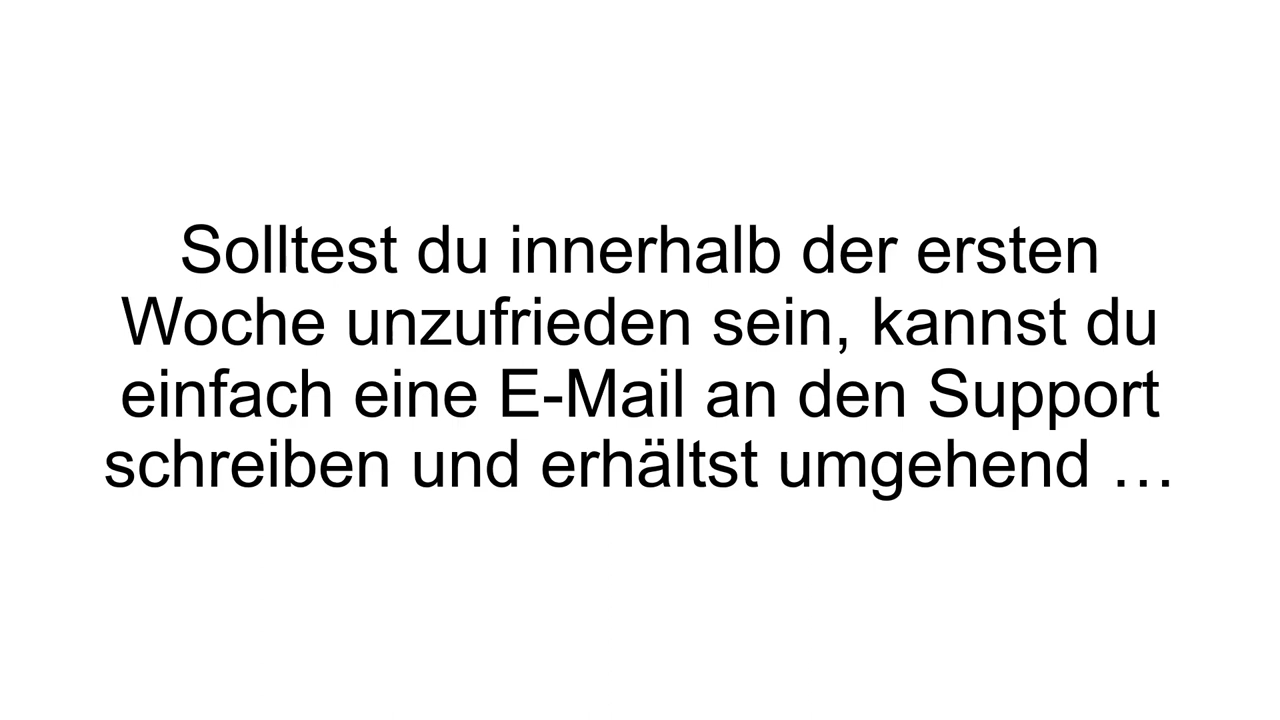 Solltest du innerhalb der ersten
Woche unzufrieden sein, kannst du
einfach eine E-Mail an den Support
schreiben und erhältst umgehend …